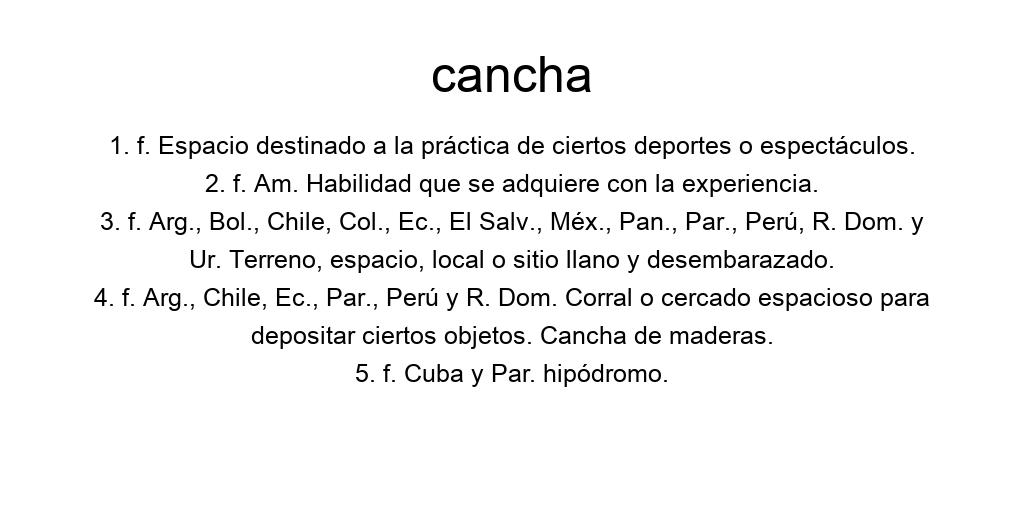 cancha
1. f. Espacio destinado a la práctica de ciertos deportes o espectáculos.
2. f. Am. Habilidad que se adquiere con la experiencia.
3. f. Arg., Bol., Chile, Col., Ec., El Salv., Méx., Pan., Par., Perú, R. Dom. y
Ur. Terreno, espacio, local o sitio llano y desembarazado.
4. f. Arg., Chile, Ec., Par., Perú y R. Dom. Corral o cercado espacioso para
depositar ciertos objetos. Cancha de maderas.
5. f. Cuba y Par. hipódromo.